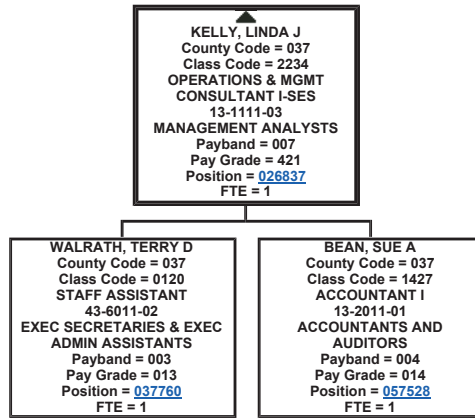 KELLY, LINDA J
County Code = 037
Class Code = 2234
OPERATIONS & MGMT
CONSULTANT I-SES
13-1111-03
MANAGEMENT ANALYSTS
Payband = 007
Pay Grade = 421
Position = 026837
FTE = 1
WALRATH, TERRY D
County Code = 037
Class Code = 0120
STAFF ASSISTANT
43-6011-02
EXEC SECRETARIES & EXEC
ADMIN ASSISTANTS
Payband = 003
Pay Grade = 013
Position = 037760
FTE = 1
BEAN, SUE A
County Code = 037
Class Code = 1427
ACCOUNTANT I
13-2011-01
ACCOUNTANTS AND
AUDITORS
Payband = 004
Pay Grade = 014
Position = 057528
FTE = 1